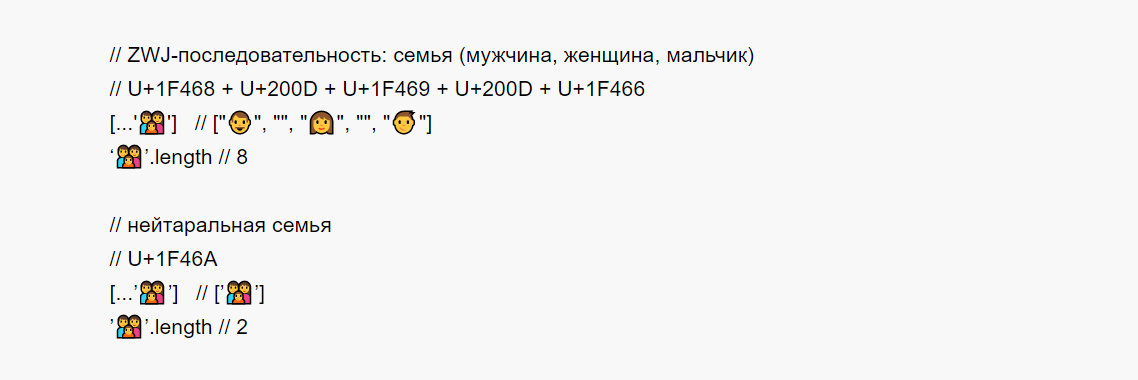 // ZWJ-последовательность: семья (мужчина, женщина, мальчик)
// U+1F468 + U+200D + U+1F469 + U+200D + U+1F466
[...'👨‍👩‍👦']   // ["👨", "", "👩", "", "👦"]
‘👨‍👩‍👦’.length // 8
// нейтаральная семья
// U+1F46A
[...’👪’]   // [’👪’]
’👪’.length // 2